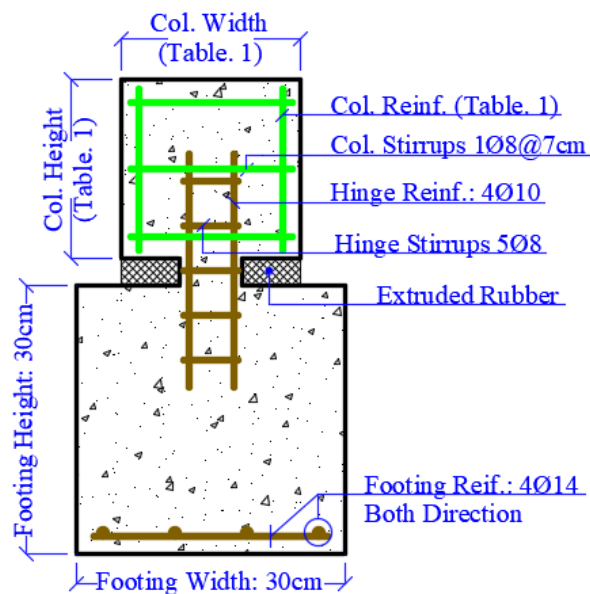 Col. Width
(Table. 1)
Col. Height
(Table. 1)
Col. Reinf. (Table. 1)
Col. Stirrups 1Ø8@7cm
Hinge Reinf.: 4Ø10
Hinge Stirrups 5Ø8
Extruded Rubber
Footing Height: 30cm
Footing Reif.: 4Ø14
Both Direction
Footing Width: 30cm